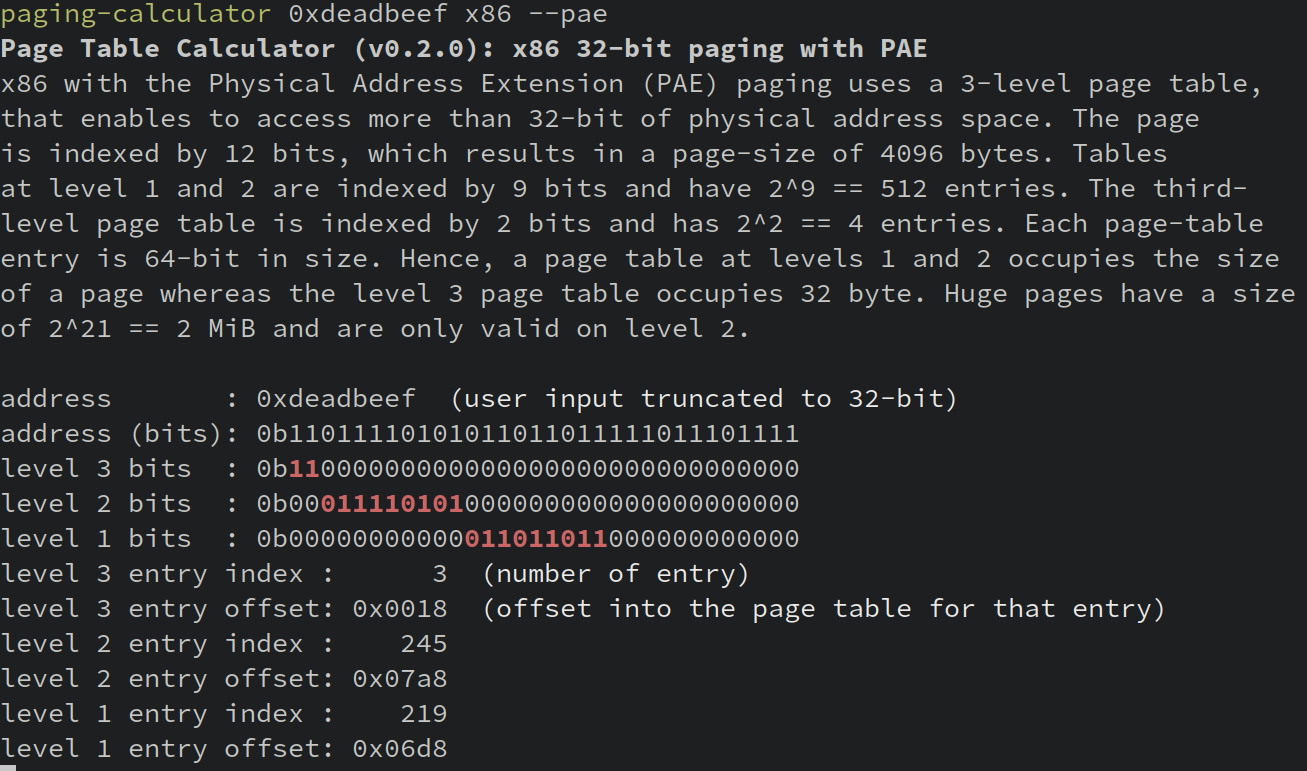 paging-calculator 0xdeadbeef x86 --pae
Page Table Calculator (v0.2.0): x86 32-bit paging with PAE
x86 with the Physical Address Extension (PAE) paging uses a 3-level page table,
that enables to access more than 32-bit of physical address space. The page
is indexed by 12 bits, which results in a page-size of 4096 bytes. Tables
at level 1 and 2 are indexed by 9 bits and have 2^9 == 512 entries. The third-
level page table is indexed by 2 bits and has 2^2 == 4 entries. Each page-table
entry is 64-bit in size. Hence, a page table at levels 1 and 2 occupies the size
of a page whereas the level 3 page table occupies 32 byte. Huge pages have a size
of 2^21 == 2 MiB and are only valid on level 2.

address       : 0xdeadbeef  (user input truncated to 32-bit)
address (bits): 0b11011110101011011011111011101111
level 3 bits  : 0b11000000000000000000000000000000
level 2 bits  : 0b00011110101000000000000000000000
level 1 bits  : 0b00000000000011011011000000000000
level 3 entry index :      3  (number of entry)
level 3 entry offset: 0x0018  (offset into the page table for that entry)
level 2 entry index :    245
level 2 entry offset: 0x07a8
level 1 entry index :    219
level 1 entry offset: 0x06d8